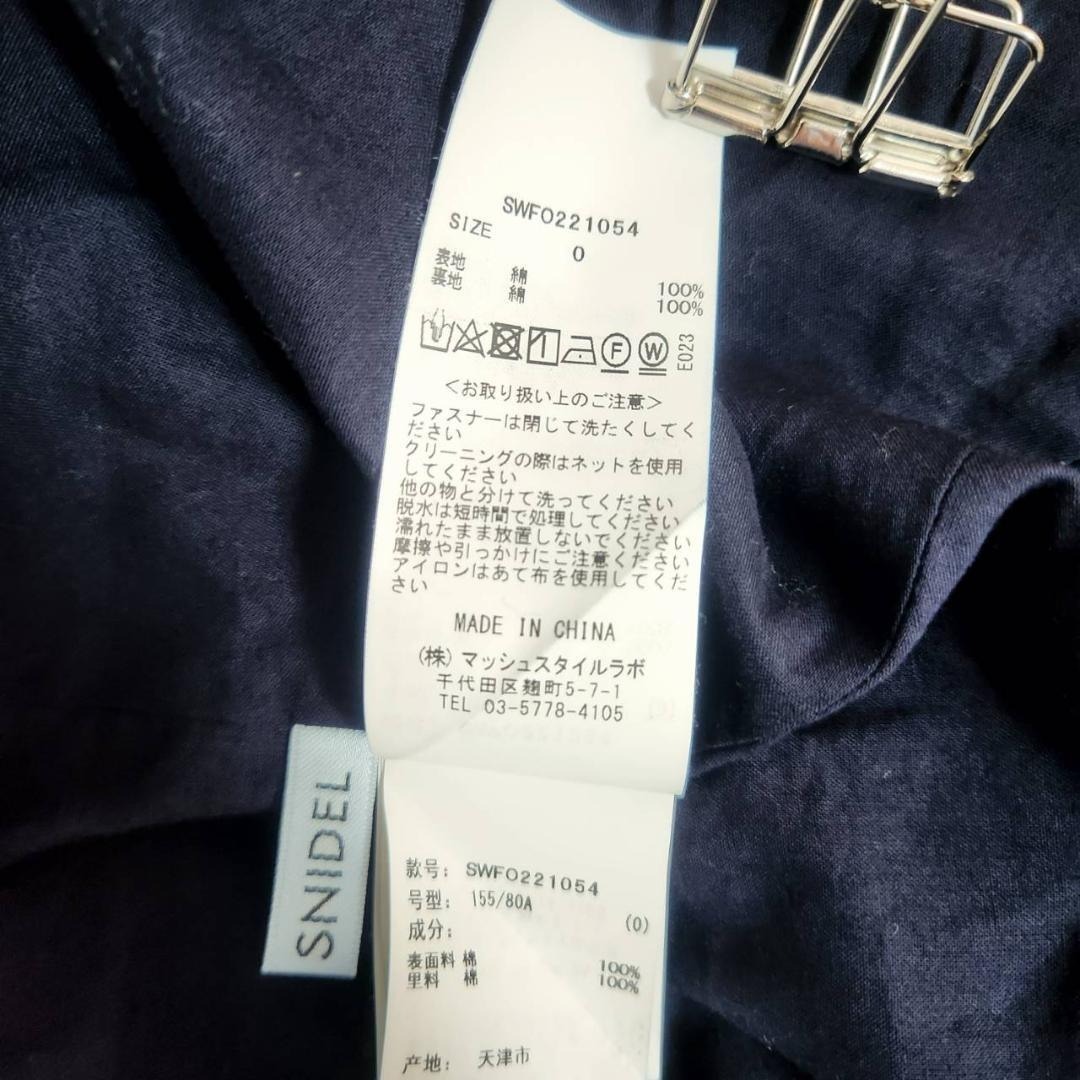 SWFO221054
SIZE 0
表地 綿 100%
裏地 綿 100%
F W E023
<お取り扱い上のご注意>
ファスナーは閉じて洗たくしてく
ださい
クリーニングの際はネットを使用
してください
他の物と分けて洗ってください
脱水は短時間で処理してください
濡れたまま放置しないでください
摩擦や引っかけにご注意ください
アイロンはあて布を使用してくだ
さい
MADE IN CHINA
(株)マッシュスタイルラボ
千代田区麹町5-7-1
TEL 03-5778-4105
SNIDEL
款号: SWFO221054
号型: 155/80A (0)
成分:
表面料 棉 100%
里料 棉 100%
产地: 天津市